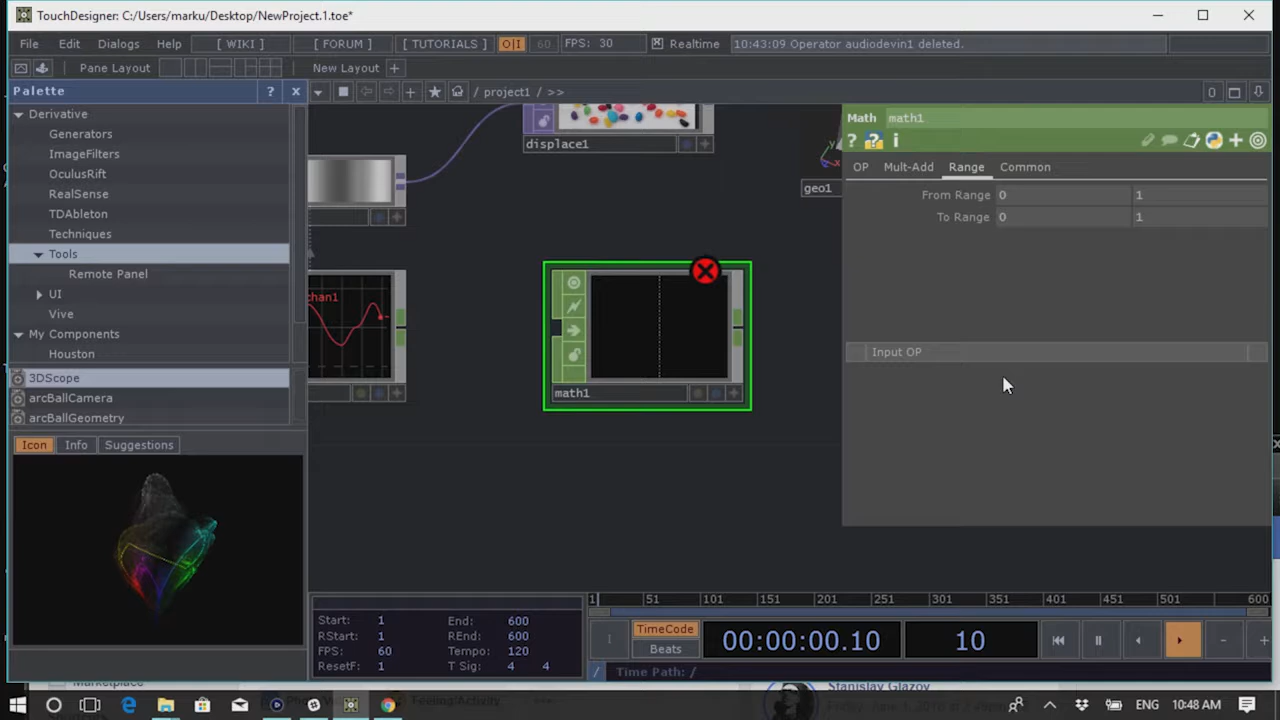 TouchDesigner: C:/Users/marku/Desktop/NewProject.1.toe*
File Edit Dialogs Help [ WIKI ] [ FORUM ] [ TUTORIALS ] O|I 60 FPS: 30 Realtime 10:43:09 Operator audiodevin1 deleted.
Pane Layout New Layout +
Palette ? x / project1 / >> 0
Derivative
Generators
ImageFilters
OculusRift
RealSense
TDAbleton
Techniques
Tools
Remote Panel
UI
Vive
My Components
Houston
3DScope
arcBallCamera
arcBallGeometry
Icon Info Suggestions
displace1
chan1
math1
y
x
geo1
Math math1
? ? i
OP Mult-Add Range Common
From Range 0 1
To Range 0 1
Input OP
1 51 101 151 201 251 301 351 401 451 501 600
Start: 1 End: 600
RStart: 1 REnd: 600
FPS: 60 Tempo: 120
ResetF: 1 T Sig: 4 4
TimeCode
Beats
1 00:00:00.10 10 - +
/ Time Path: /
Marketplace
Feeling/Activity
Stanislav Glazov
ENG 10:48 AM